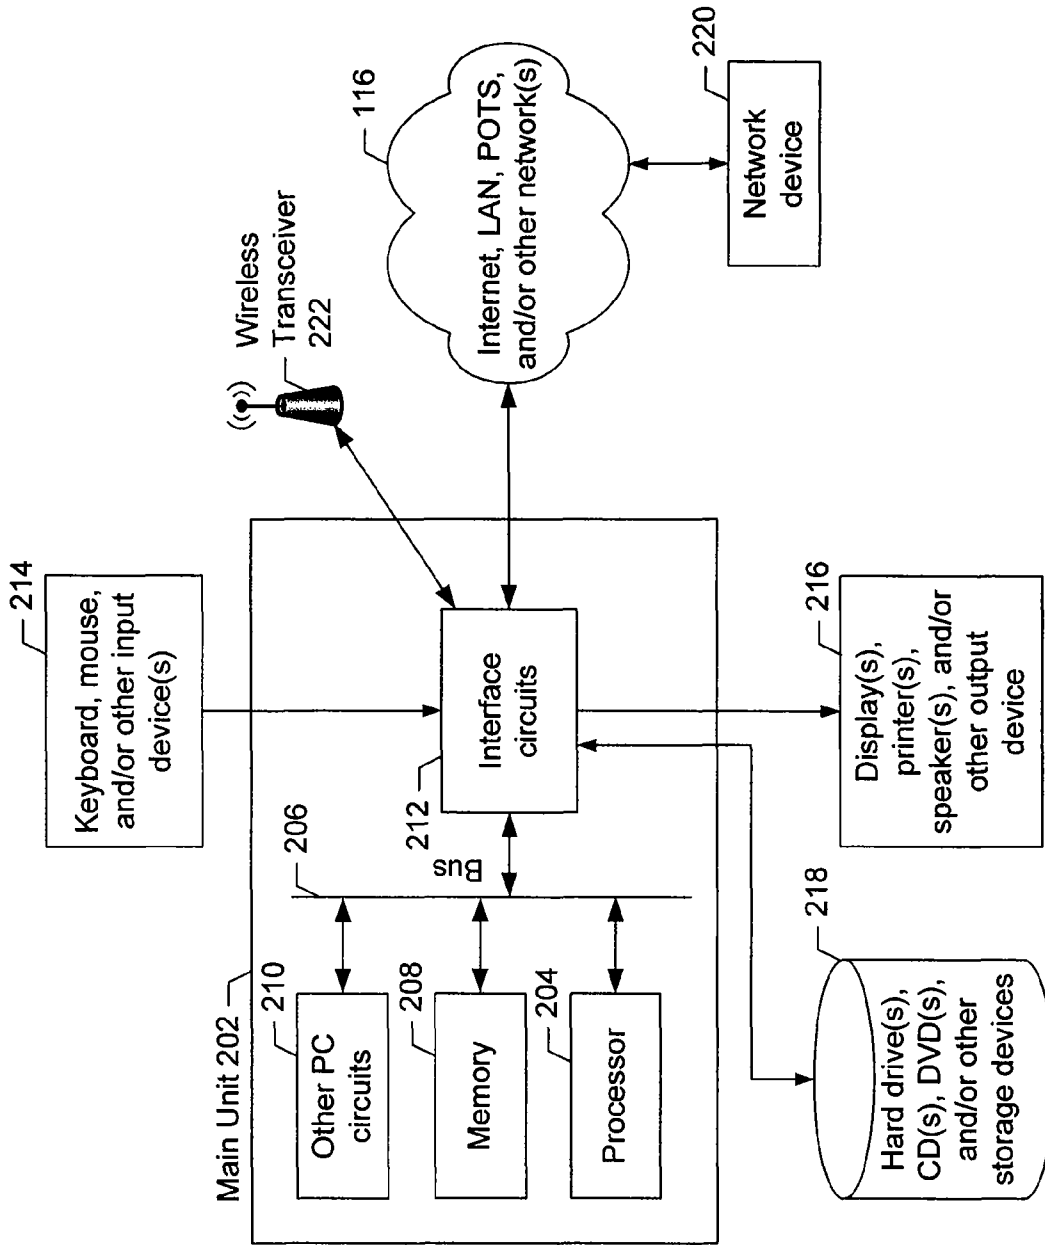 214
Keyboard, mouse,
and/or other input
device(s)
Wireless
Transceiver
222
116
Internet, LAN, POTS,
and/or other network(s)
220
Network
device
Main Unit 202
210
Other PC
circuits
208
Memory
204
Processor
206
Bus
212
Interface
circuits
218
Hard drive(s),
CD(s), DVD(s),
and/or other
storage devices
216
Display(s),
printer(s),
speaker(s), and/or
other output
device